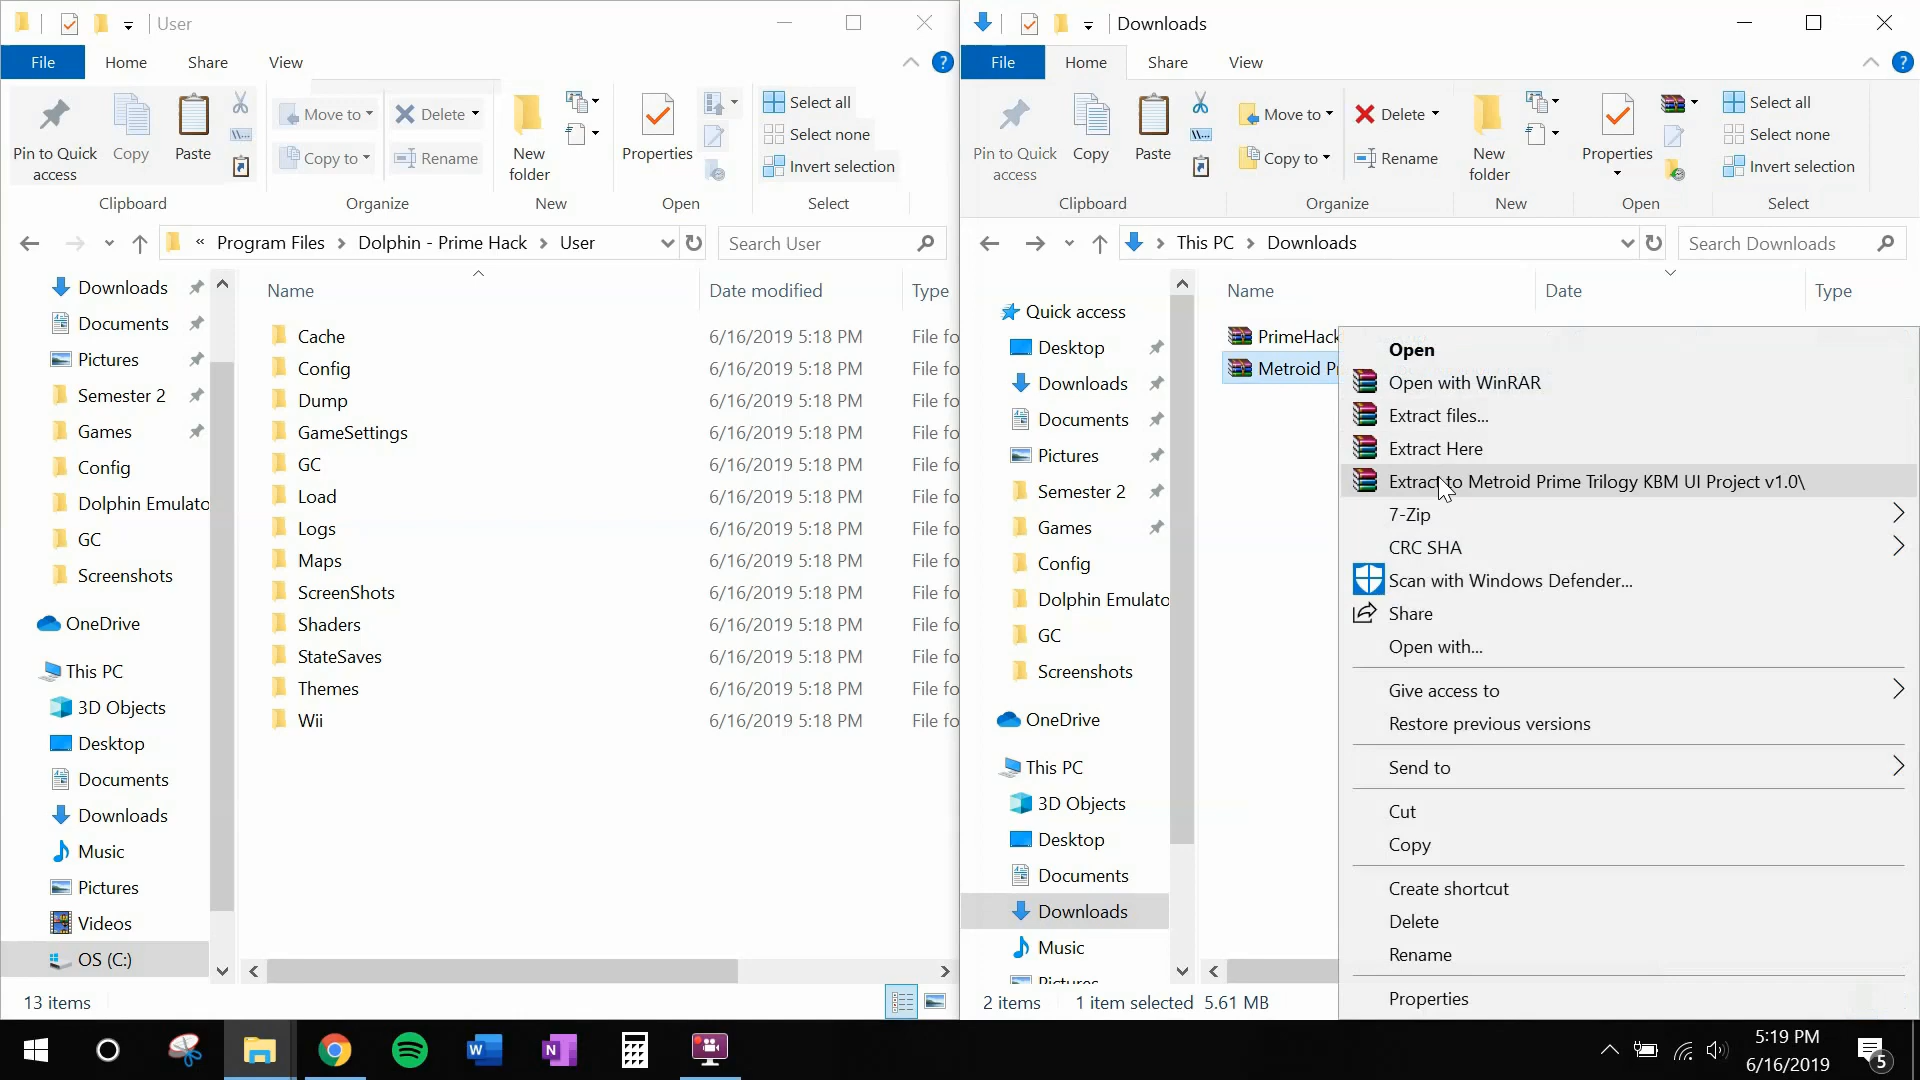 User
File
Home
Share
View
?
Pin to Quick
access
Copy
Paste
Move to
Copy to
Delete
Rename
New
folder
Properties
Select all
Select none
Invert selection
Clipboard
Organize
New
Open
Select
« Program Files > Dolphin - Prime Hack > User
Search User
Name
Date modified
Type
Downloads
Documents
Pictures
Semester 2
Games
Config
Dolphin Emulato
GC
Screenshots
OneDrive
This PC
3D Objects
Desktop
Documents
Downloads
Music
Pictures
Videos
OS (C:)
Cache 6/16/2019 5:18 PM File fo
Config 6/16/2019 5:18 PM File fo
Dump 6/16/2019 5:18 PM File fo
GameSettings 6/16/2019 5:18 PM File fo
GC 6/16/2019 5:18 PM File fo
Load 6/16/2019 5:18 PM File fo
Logs 6/16/2019 5:18 PM File fo
Maps 6/16/2019 5:18 PM File fo
ScreenShots 6/16/2019 5:18 PM File fo
Shaders 6/16/2019 5:18 PM File fo
StateSaves 6/16/2019 5:18 PM File fo
Themes 6/16/2019 5:18 PM File fo
Wii 6/16/2019 5:18 PM File fo
13 items
Downloads
File
Home
Share
View
?
Pin to Quick
access
Copy
Paste
Move to
Copy to
Delete
Rename
New
folder
Properties
Select all
Select none
Invert selection
Clipboard
Organize
New
Open
Select
> This PC > Downloads
Search Downloads
Name
Date
Type
Quick access
Desktop
Downloads
Documents
Pictures
Semester 2
Games
Config
Dolphin Emulato
GC
Screenshots
OneDrive
This PC
3D Objects
Desktop
Documents
Downloads
Music
Pictures
PrimeHack
Metroid Pr
2 items 1 item selected 5.61 MB
Open
Open with WinRAR
Extract files...
Extract Here
Extract to Metroid Prime Trilogy KBM UI Project v1.0\
7-Zip
CRC SHA
Scan with Windows Defender...
Share
Open with...
Give access to
Restore previous versions
Send to
Cut
Copy
Create shortcut
Delete
Rename
Properties
5:19 PM
6/16/2019
5